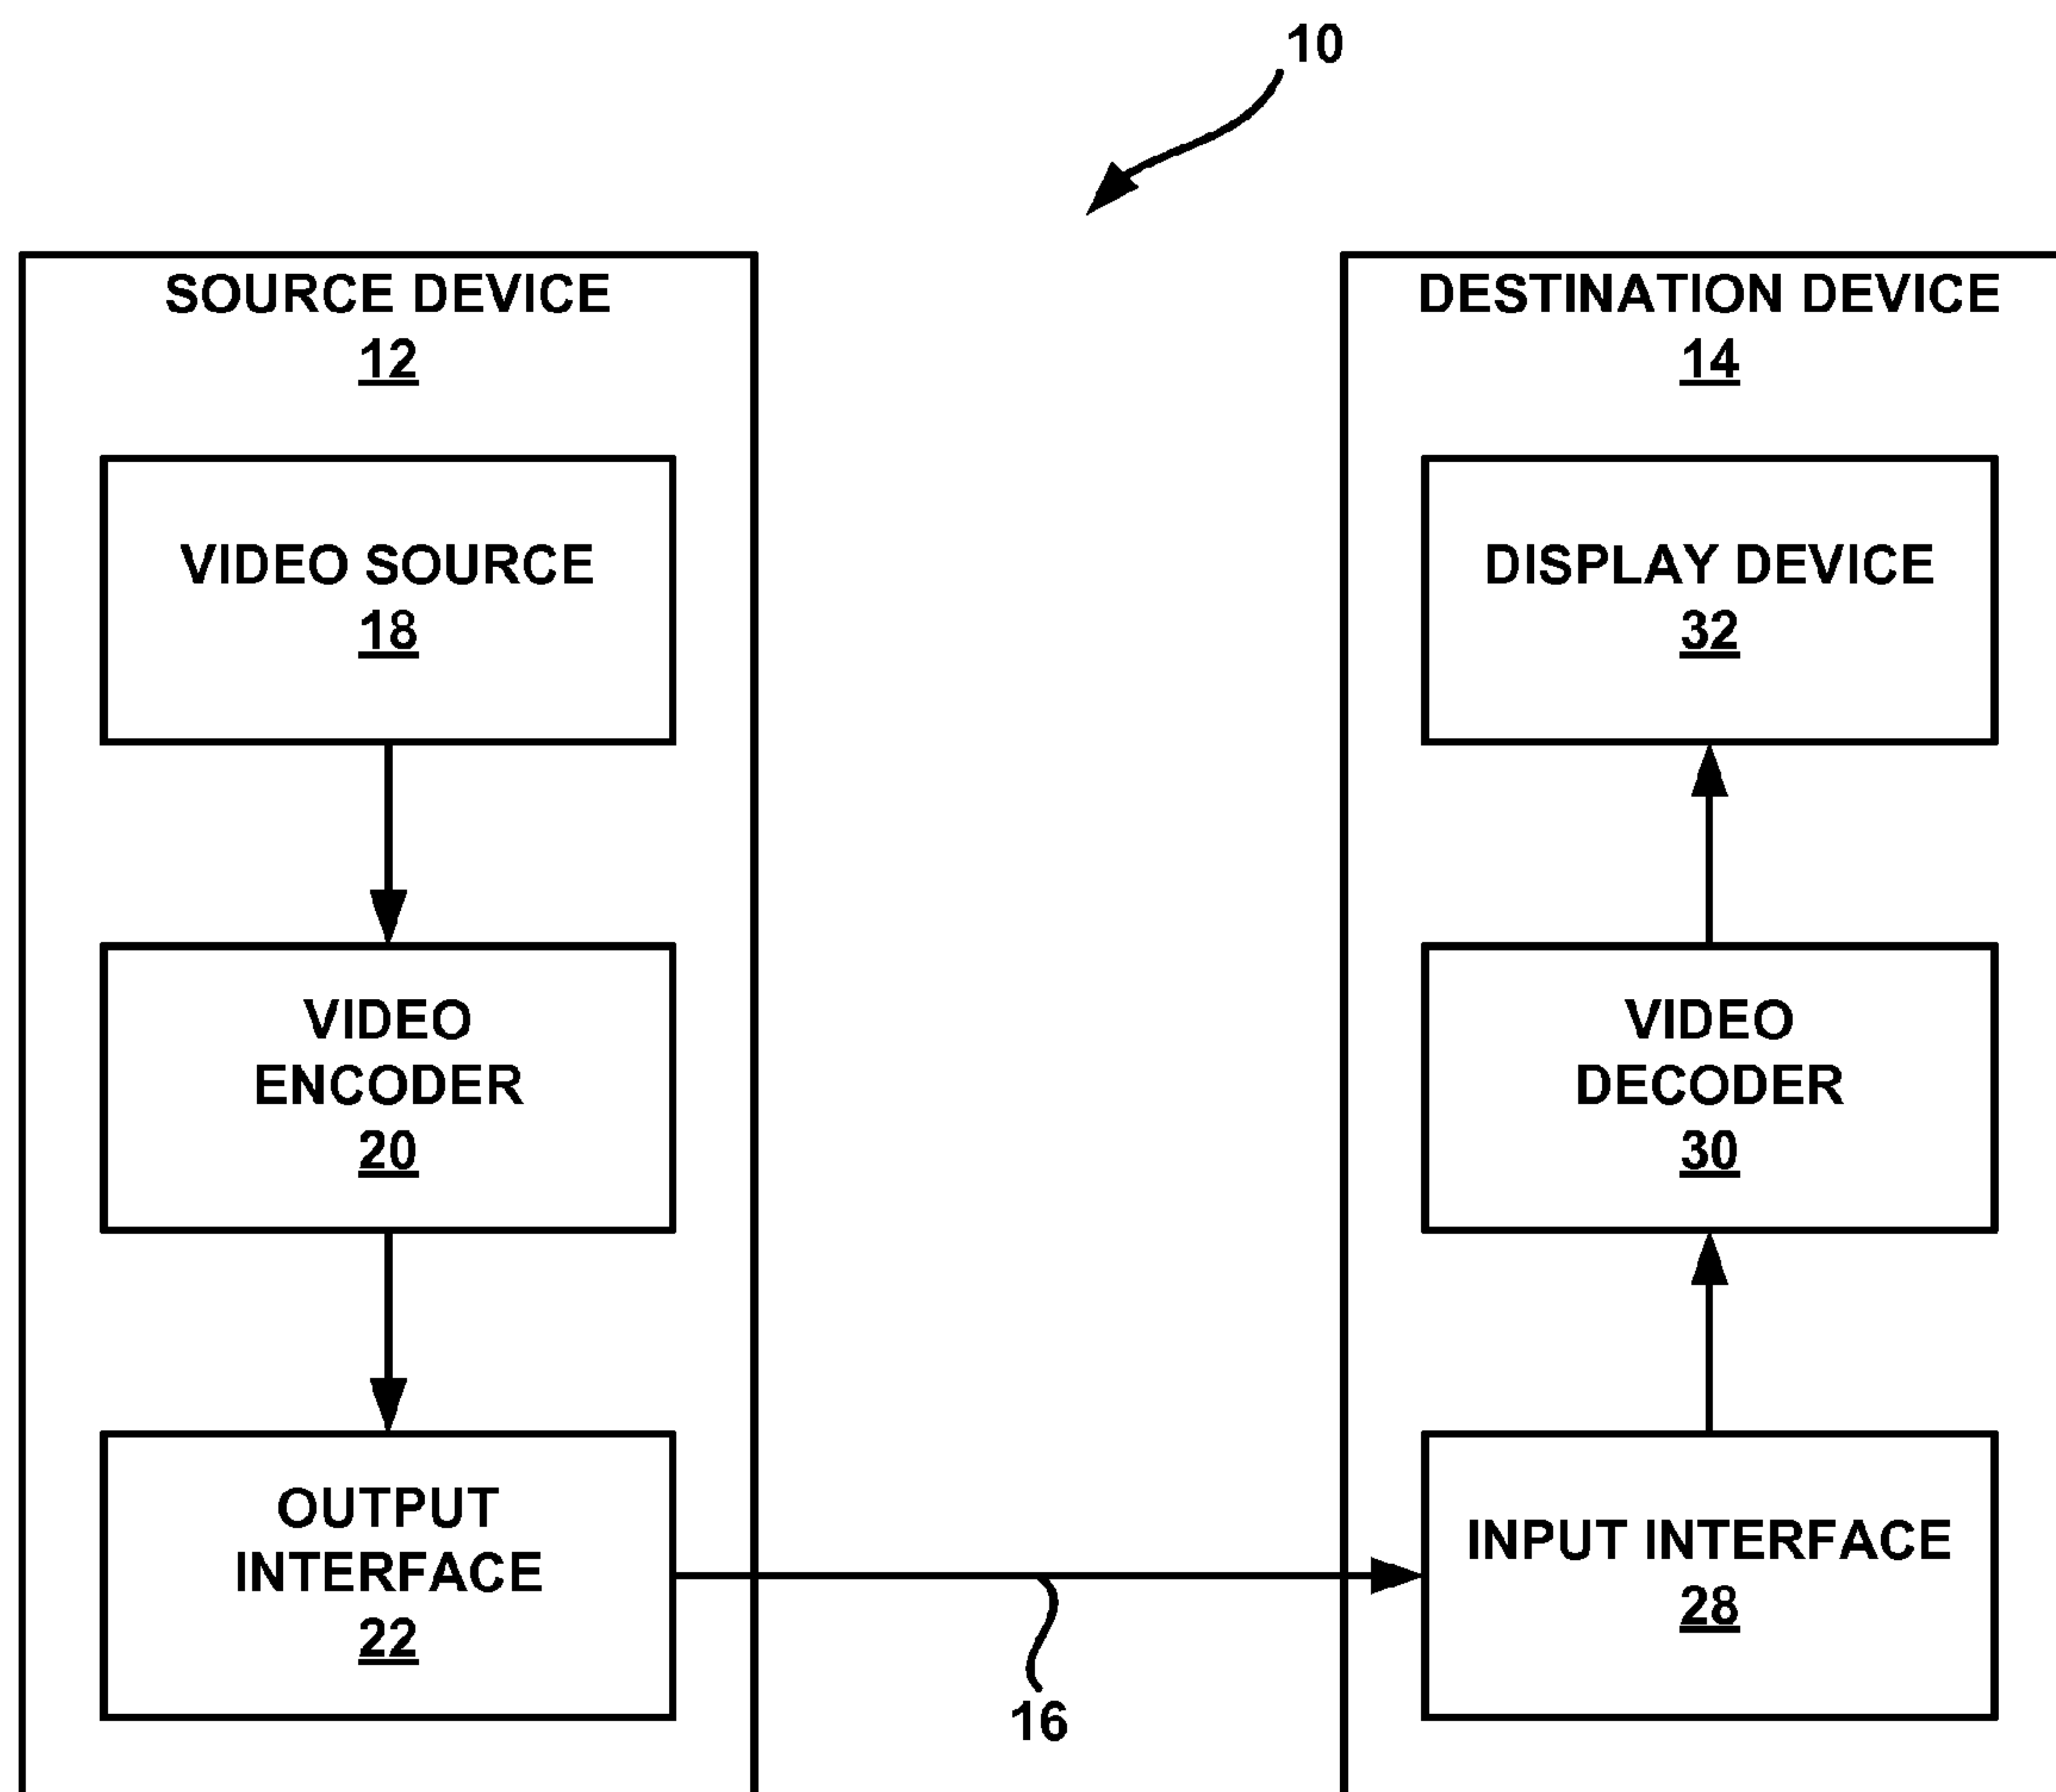 10
SOURCE DEVICE
12
VIDEO SOURCE
18
VIDEO
ENCODER
20
OUTPUT
INTERFACE
22
16
DESTINATION DEVICE
14
DISPLAY DEVICE
32
VIDEO
DECODER
30
INPUT INTERFACE
28